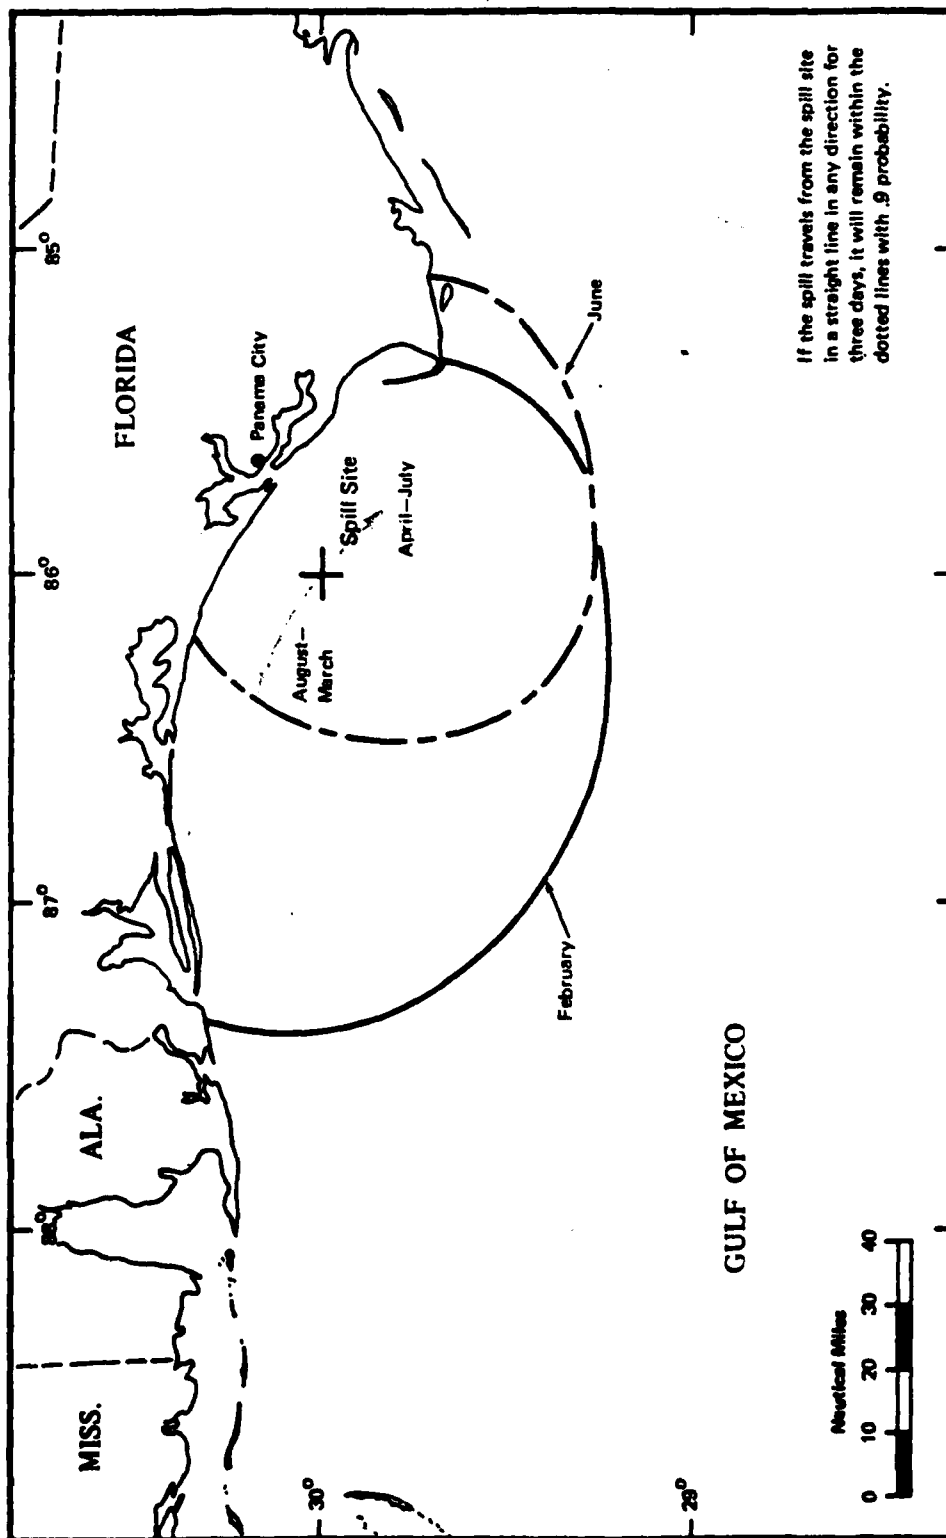 MISS.
ALA.
FLORIDA
88°
87°
86°
85°
Panama City
30°
August–
March
Spill Site
April–July
February
June
29°
GULF OF MEXICO
Nautical Miles
0 10 20 30 40
If the spill travels from the spill site
in a straight line in any direction for
three days, it will remain within the
dotted lines with .9 probability.